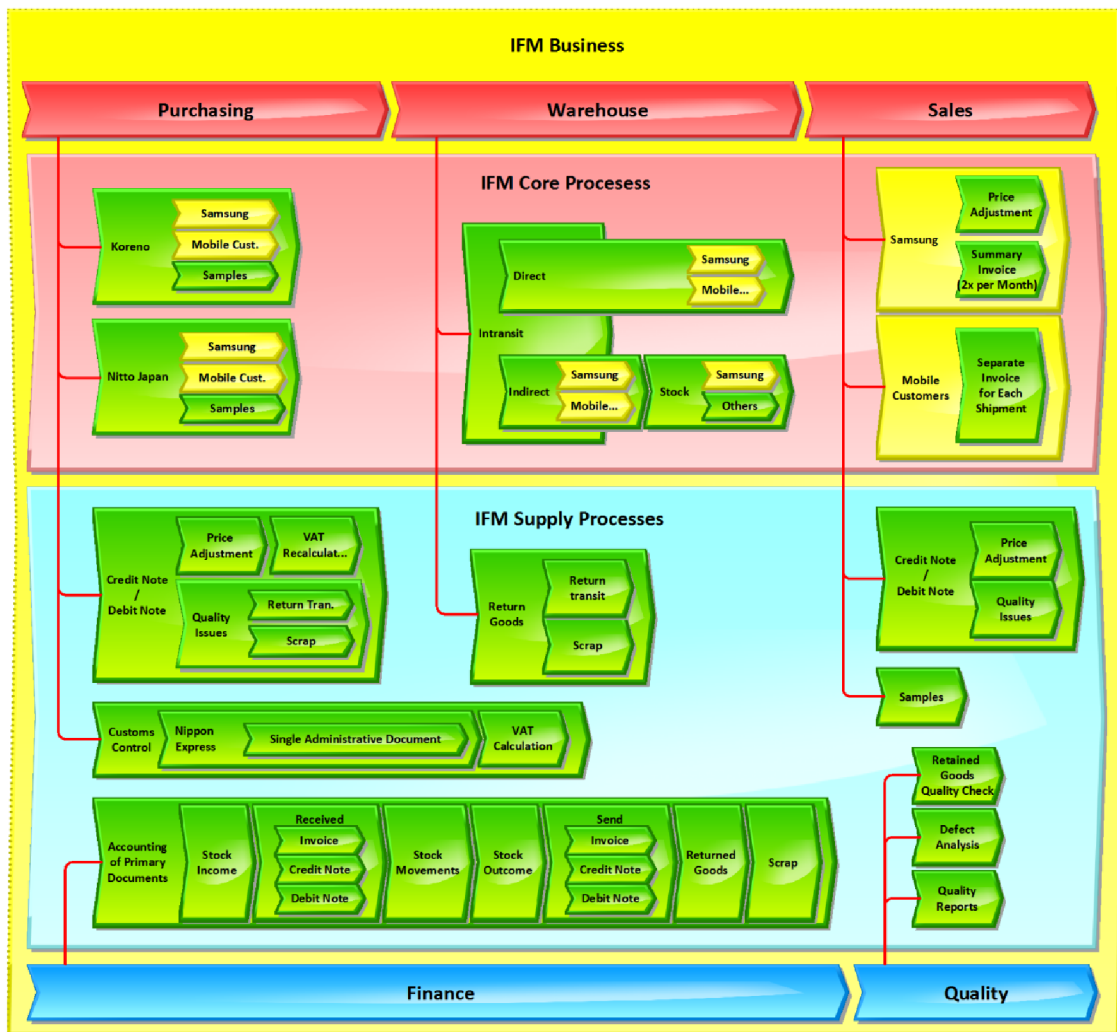 IFM Business
Purchasing
Warehouse
Sales
IFM Core Procesess
Koreno
Samsung
Mobile Cust.
Samples
Nitto Japan
Samsung
Mobile Cust.
Samples
Intransit
Direct
Samsung
Mobile...
Indirect
Samsung
Mobile...
Stock
Samsung
Others
Samsung
Price
Adjustment
Summary
Invoice
(2x per Month)
Mobile
Customers
Separate
Invoice
for Each
Shipment
IFM Supply Processes
Credit Note
/
Debit Note
Price
Adjustment
VAT
Recalculat...
Quality
Issues
Return Tran.
Scrap
Return
Goods
Return
transit
Scrap
Credit Note
/
Debit Note
Price
Adjustment
Quality
Issues
Samples
Customs
Control
Nippon
Express
Single Administrative Document
VAT
Calculation
Accounting
of Primary
Documents
Stock
Income
Received
Invoice
Credit Note
Debit Note
Stock
Movements
Stock
Outcome
Send
Invoice
Credit Note
Debit Note
Returned
Goods
Scrap
Retained
Goods
Quality Check
Defect
Analysis
Quality
Reports
Finance
Quality